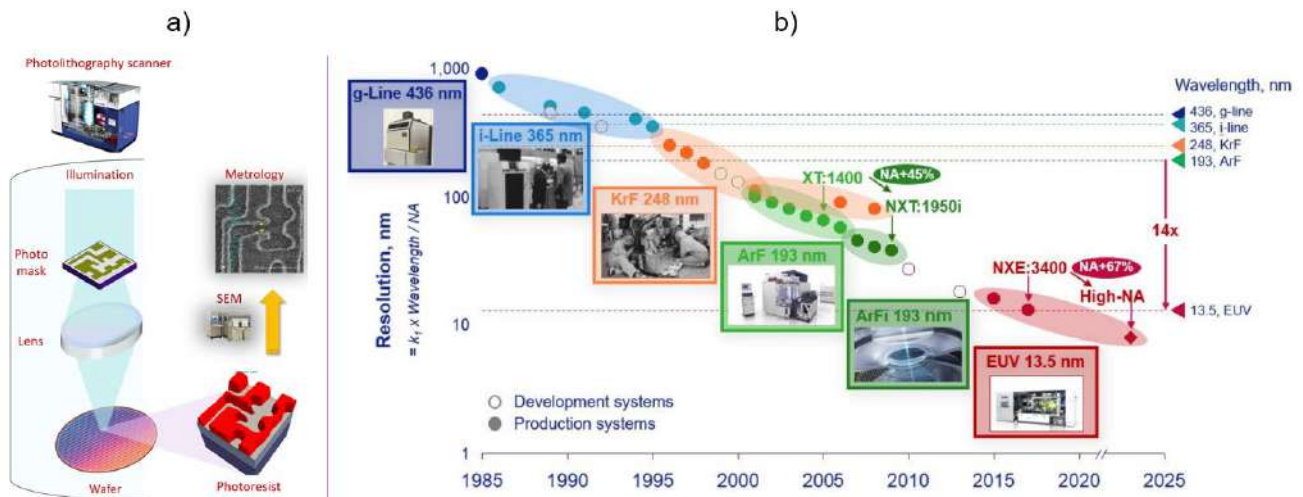 a)
Photolithography scanner
Illumination
Metrology
Photo
mask
SEM
Lens
Wafer
Photoresist
b)
Resolution, nm
= k₁ x Wavelength / NA
1,000
100
10
1
g-Line 436 nm
i-Line 365 nm
KrF 248 nm
XT:1400
NA+45%
NXT:1950i
ArF 193 nm
ArFi 193 nm
NXE:3400
NA+67%
High-NA
EUV 13.5 nm
Wavelength, nm
436, g-line
365, i-line
248, KrF
193, ArF
14x
13.5, EUV
Development systems
Production systems
1985 1990 1995 2000 2005 2010 2015 2020 2025